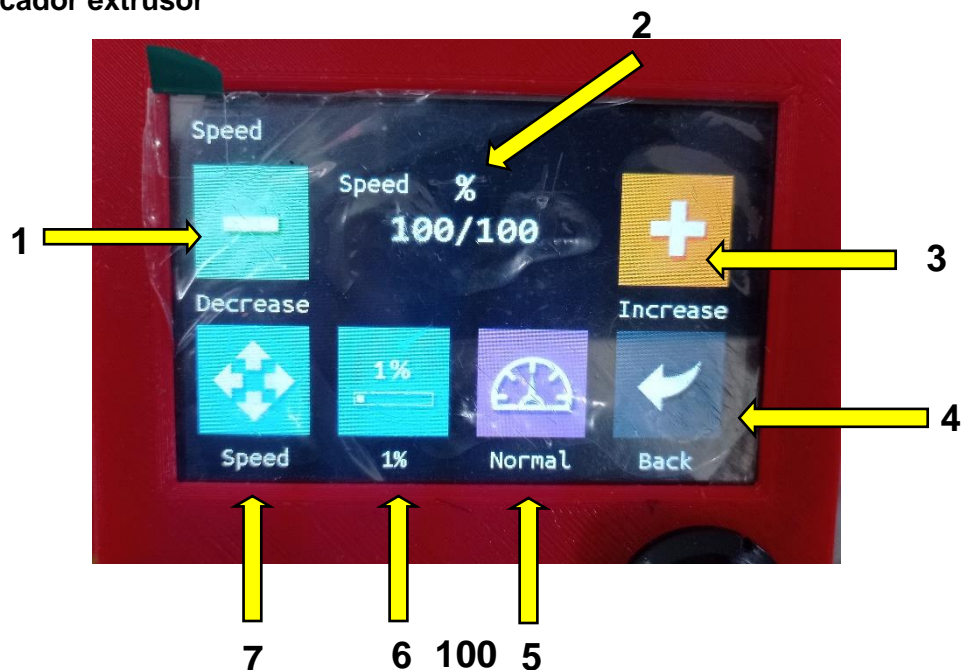 cador extrusor
2
Speed
Speed %
100/100
1
3
Decrease
Increase
1%
4
Speed
1%
Normal
Back
7
6
100
5